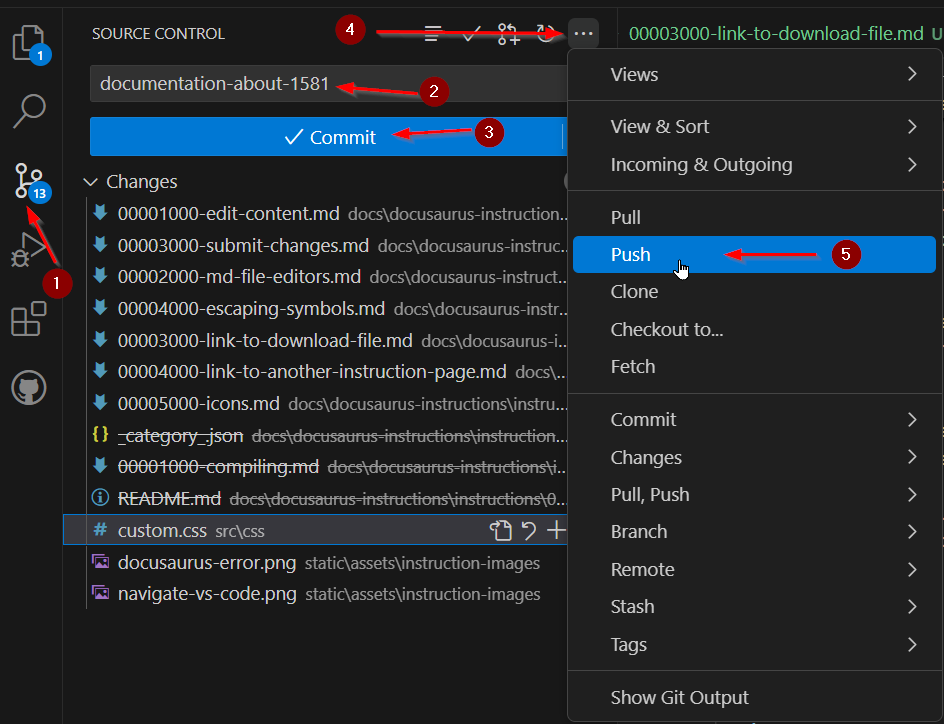 SOURCE CONTROL
4
00003000-link-to-download-file.md U
1
documentation-about-1581
2
Commit
3
Changes
13
00001000-edit-content.md docs\docusaurus-instruction...
00003000-submit-changes.md docs\docusaurus-instruc...
00002000-md-file-editors.md docs\docusaurus-instruct...
1
00004000-escaping-symbols.md docs\docusaurus-instr...
00003000-link-to-download-file.md docs\docusaurus-i...
00004000-link-to-another-instruction-page.md docs\...
00005000-icons.md docs\docusaurus-instructions\instru...
{} _category_.json docs\docusaurus-instructions\instruction...
00001000-compiling.md docs\docusaurus-instructions\i...
README.md docs\docusaurus-instructions\instructions\0...
# custom.css src\css
docusaurus-error.png static\assets\instruction-images
navigate-vs-code.png static\assets\instruction-images
Views
View & Sort
Incoming & Outgoing
Pull
Push
5
Clone
Checkout to...
Fetch
Commit
Changes
Pull, Push
Branch
Remote
Stash
Tags
Show Git Output